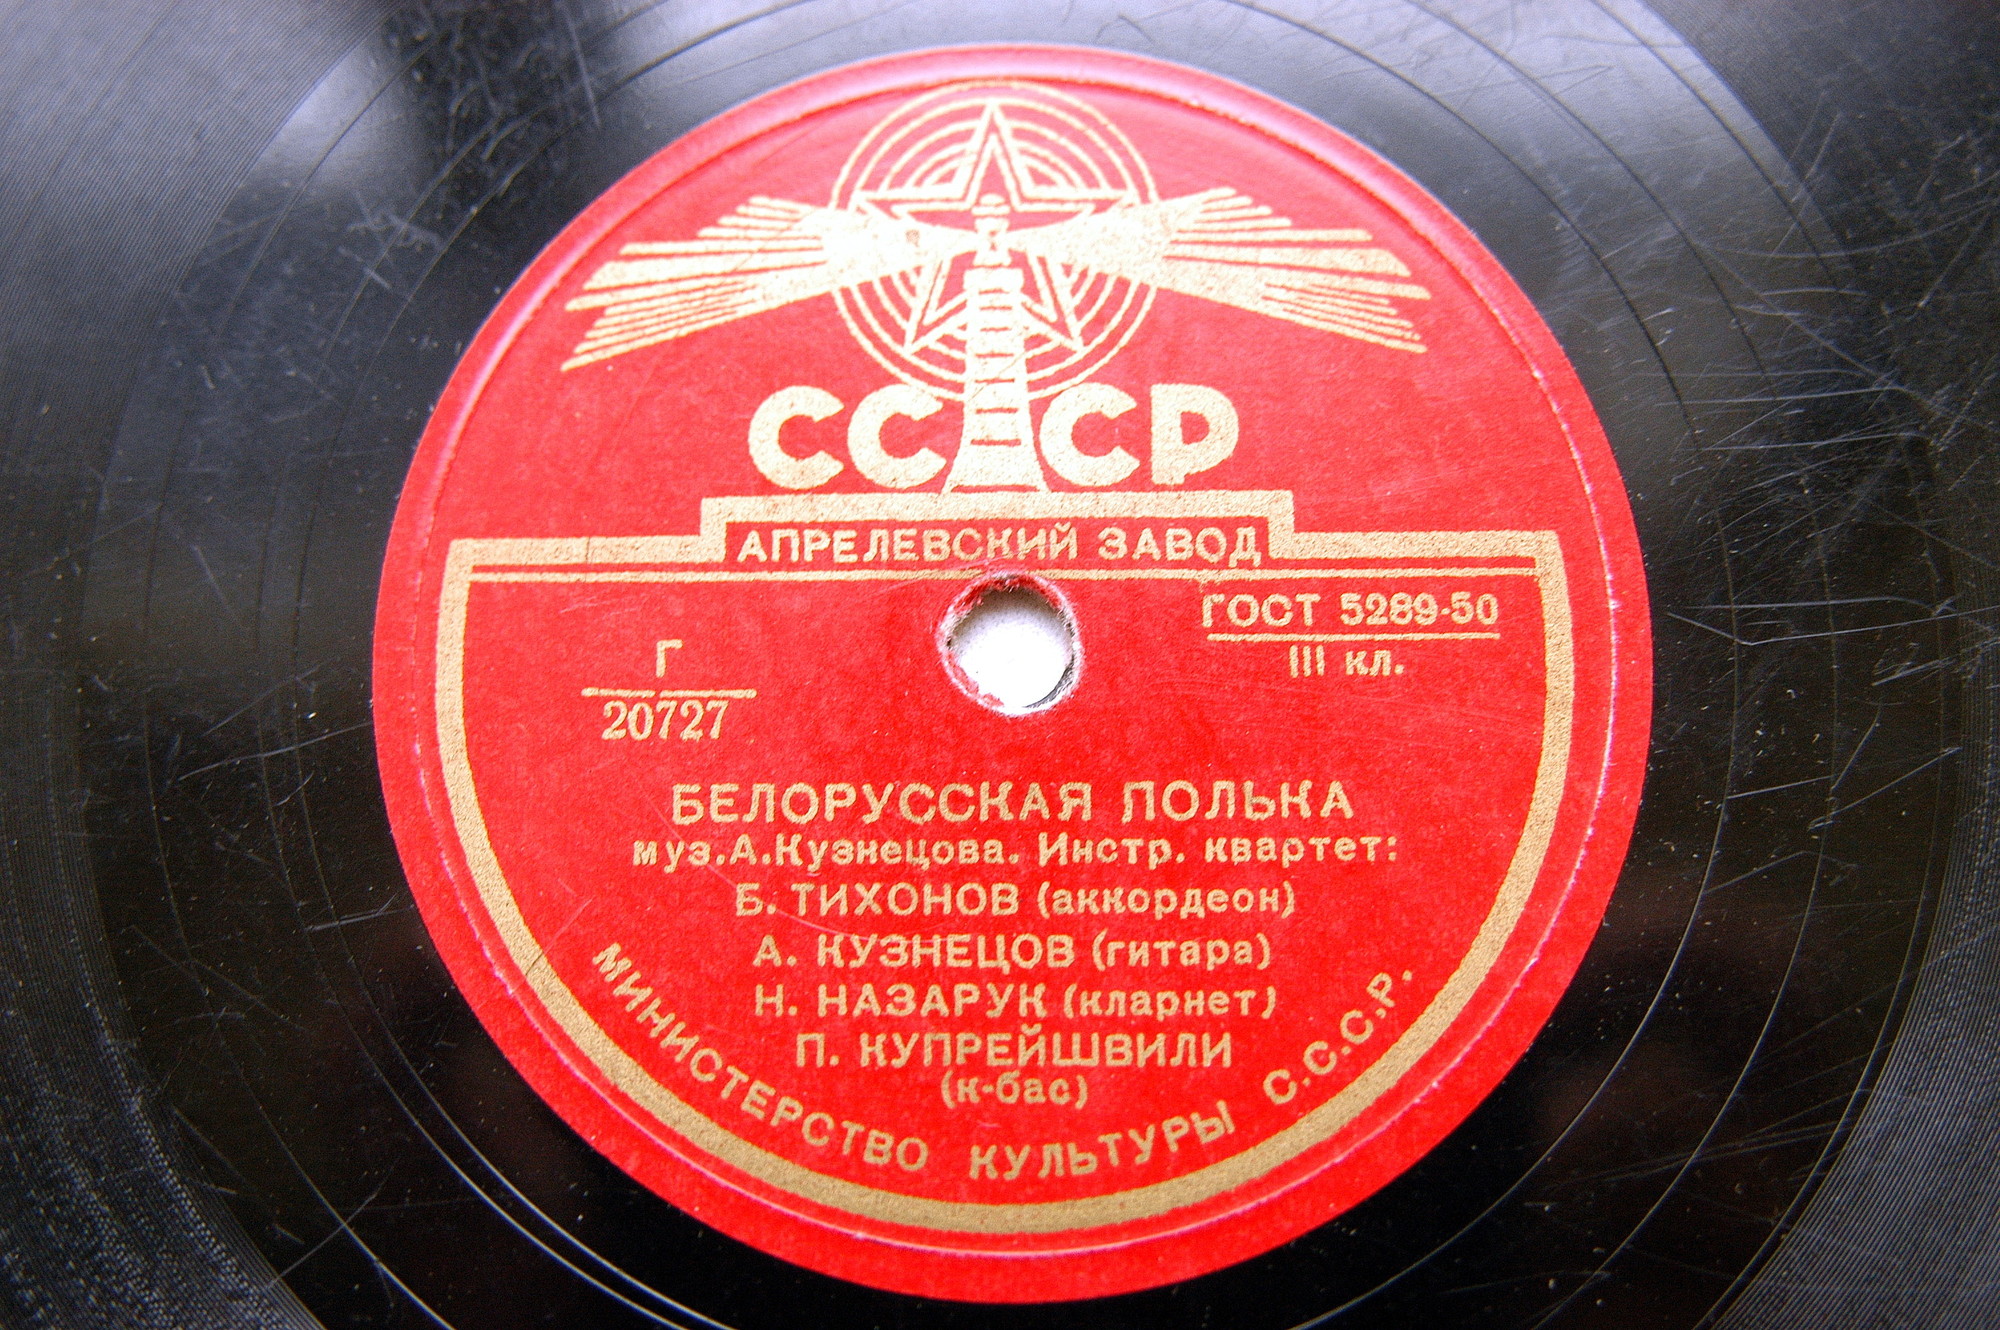 СССР
АПРЕЛЕВСКИЙ ЗАВОД
ГОСТ 5289-50
III кл.
Г
20727
БЕЛОРУССКАЯ ПОЛЬКА
муз.А.Кузнецова. Инстр. квартет:
Б. ТИХОНОВ (аккордеон)
А. КУЗНЕЦОВ (гитара)
Н. НАЗАРУК (кларнет)
П. КУПРЕЙШВИЛИ
(к-бас)
МИНИСТЕРСТВО КУЛЬТУРЫ С.С.С.Р.